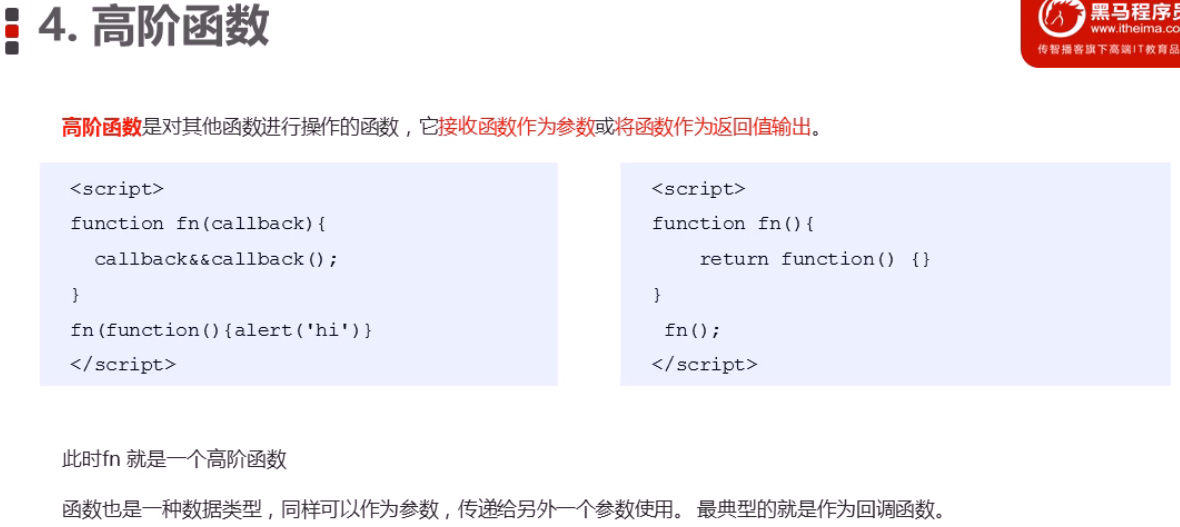 4. 高阶函数
黑马程序员
www.itheima.co
传智播客旗下高端IT教育品
高阶函数是对其他函数进行操作的函数，它接收函数作为参数或将函数作为返回值输出。
<script>
function fn(callback){
callback&&callback();
}
fn(function(){alert('hi')}
</script>
<script>
function fn(){
return function() {}
}
fn();
</script>
此时fn 就是一个高阶函数
函数也是一种数据类型，同样可以作为参数，传递给另外一个参数使用。 最典型的就是作为回调函数。